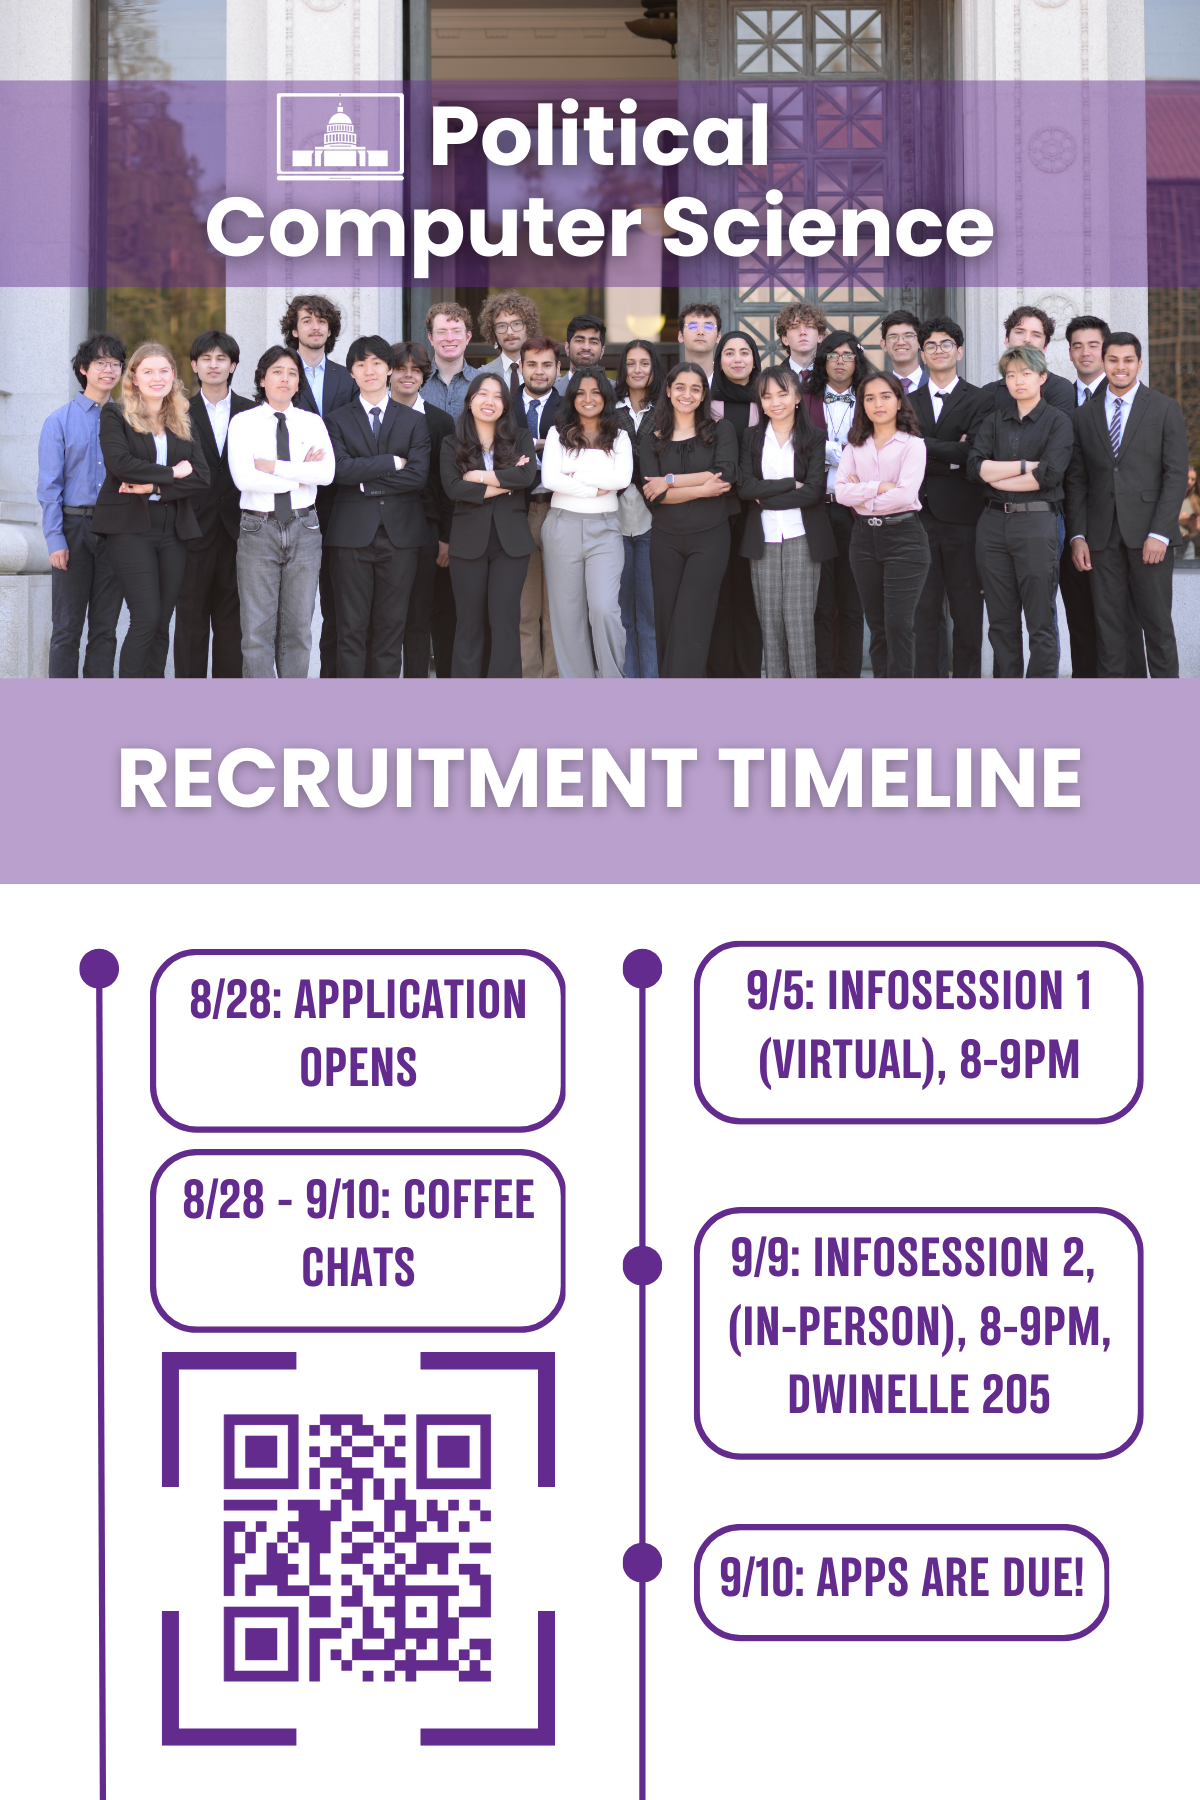 Political
Computer Science
RECRUITMENT TIMELINE
8/28: APPLICATION
OPENS
8/28 - 9/10: COFFEE
CHATS
9/5: INFOSESSION 1
(VIRTUAL), 8-9PM
9/9: INFOSESSION 2,
(IN-PERSON), 8-9PM,
DWINELLE 205
9/10: APPS ARE DUE!